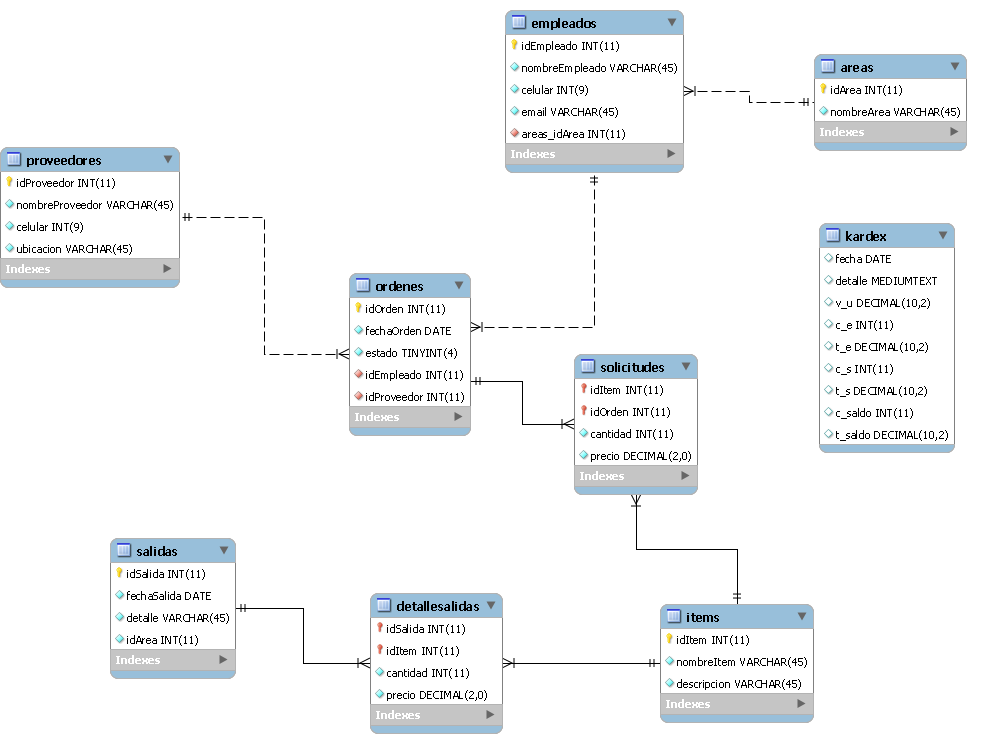 empleados
idEmpleado INT(11)
nombreEmpleado VARCHAR(45)
celular INT(9)
email VARCHAR(45)
areas_idArea INT(11)
Indexes
areas
idArea INT(11)
nombreArea VARCHAR(45)
Indexes
proveedores
idProveedor INT(11)
nombreProveedor VARCHAR(45)
celular INT(9)
ubicacion VARCHAR(45)
Indexes
kardex
fecha DATE
detalle MEDIUMTEXT
v_u DECIMAL(10,2)
c_e INT(11)
t_e DECIMAL(10,2)
c_s INT(11)
t_s DECIMAL(10,2)
c_saldo INT(11)
t_saldo DECIMAL(10,2)
ordenes
idOrden INT(11)
fechaOrden DATE
estado TINYINT(4)
idEmpleado INT(11)
idProveedor INT(11)
Indexes
solicitudes
idItem INT(11)
idOrden INT(11)
cantidad INT(11)
precio DECIMAL(2,0)
Indexes
salidas
idSalida INT(11)
fechaSalida DATE
detalle VARCHAR(45)
idArea INT(11)
Indexes
detallesalidas
idSalida INT(11)
idItem INT(11)
cantidad INT(11)
precio DECIMAL(2,0)
Indexes
items
idItem INT(11)
nombreItem VARCHAR(45)
descripcion VARCHAR(45)
Indexes